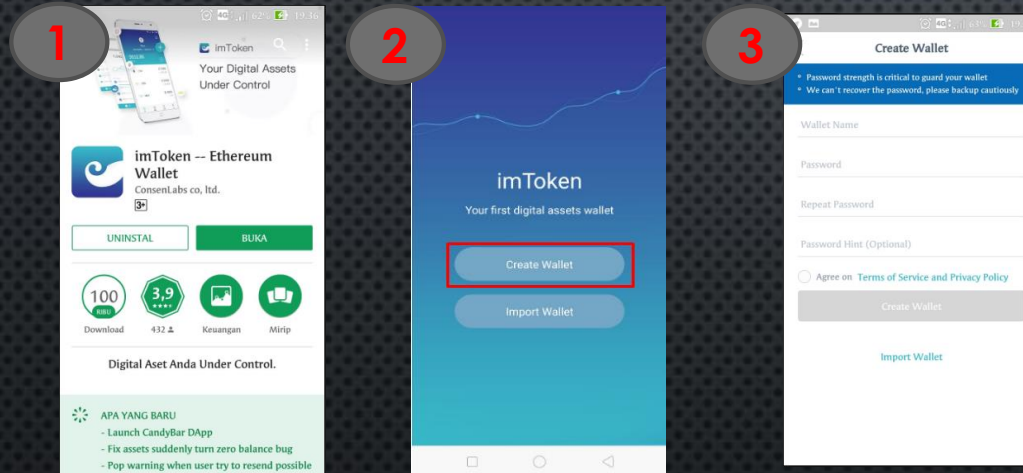 1
62% 19.36
imToken
Your Digital Assets
Under Control
imToken -- Ethereum
Wallet
ConsenLabs co, ltd.
3+
UNINSTAL
BUKA
100
RIBU
3,9
Download
432
Keuangan
Mirip
Digital Aset Anda Under Control.
APA YANG BARU
- Launch CandyBar DApp
- Fix assets suddenly turn zero balance bug
- Pop warning when user try to resend possible
2
imToken
Your first digital assets wallet
Create Wallet
Import Wallet
3
4G
Create Wallet
Password strength is critical to guard your wallet
We can't recover the password, please backup cautiously
Wallet Name
Password
Repeat Password
Password Hint (Optional)
Agree on Terms of Service and Privacy Policy
Create Wallet
Import Wallet